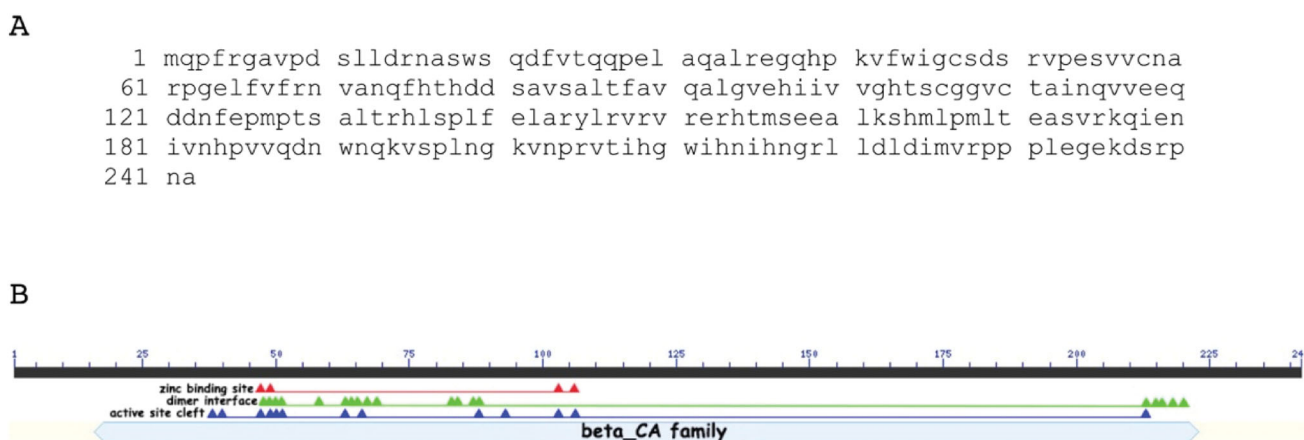 A
1 mqpfrgavpd slldrnasws qdfvtqqpel aqalregqhp kvfwigcsds rvpesvvcna
61 rpgelfvfrn vanqfhthdd savsaltfav qalgvehiiv vghtscggvc tainqvveeq
121 ddnfepmpts altrhlsplf elarylrvrv rerhtmseea lkshmlpmlt easvrkqien
181 ivnhpvvqdn wnqkvsplng kvnprvtihg wihnihngrl ldldimvrpp plegekdsrp
241 na
B
1 25 50 75 100 125 150 175 200 225 24
zinc binding site
dimer interface
active site cleft
beta_CA family